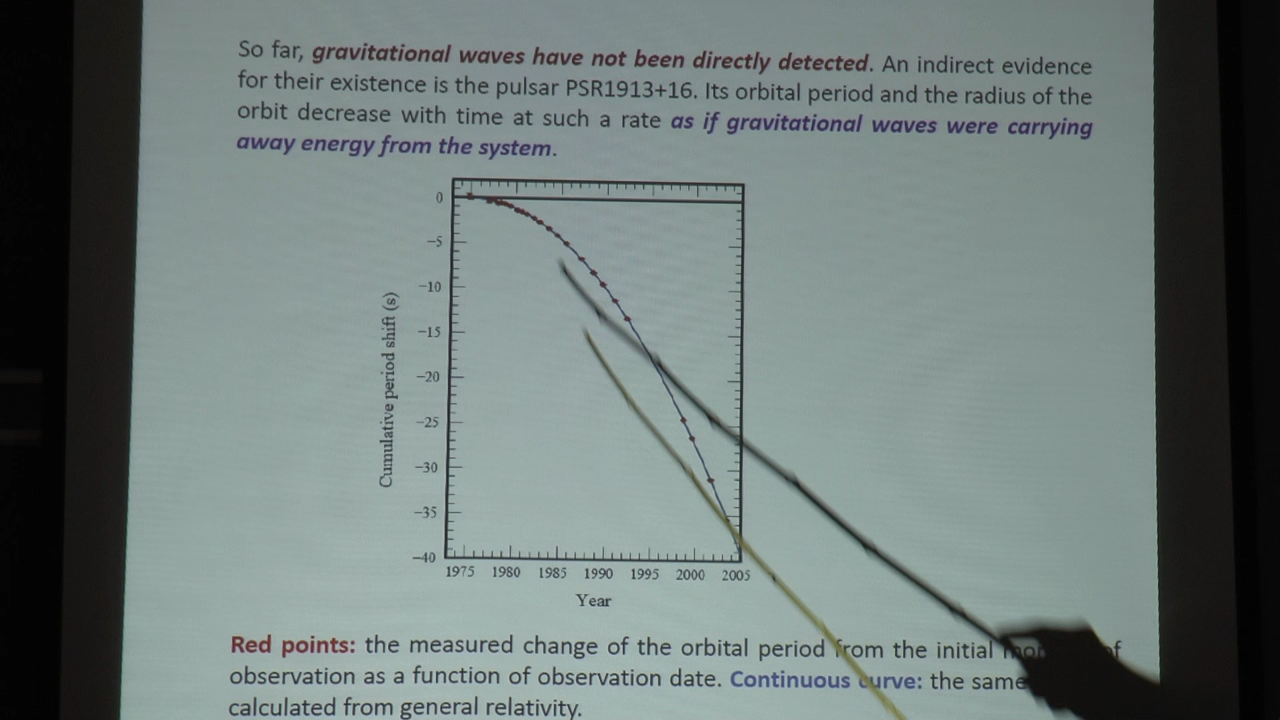 So far, gravitational waves have not been directly detected. An indirect evidence
for their existence is the pulsar PSR1913+16. Its orbital period and the radius of the
orbit decrease with time at such a rate as if gravitational waves were carrying
away energy from the system.
0
−5
−10
−15
−20
−25
−30
−35
−40
Cumulative period shift (s)
1975 1980 1985 1990 1995 2000 2005
Year
Red points: the measured change of the orbital period from the initial of
observation as a function of observation date. Continuous curve: the same
calculated from general relativity.